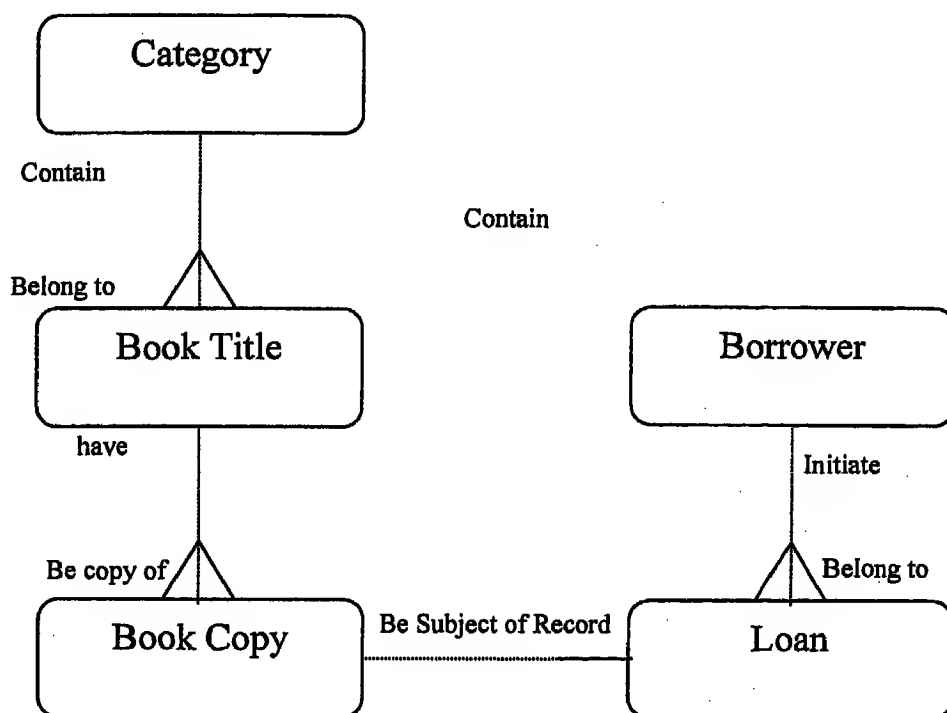 Category
Contain
Contain
Belong to
Book Title
Borrower
have
Initiate
Be copy of
Belong to
Book Copy
Be Subject of Record
Loan